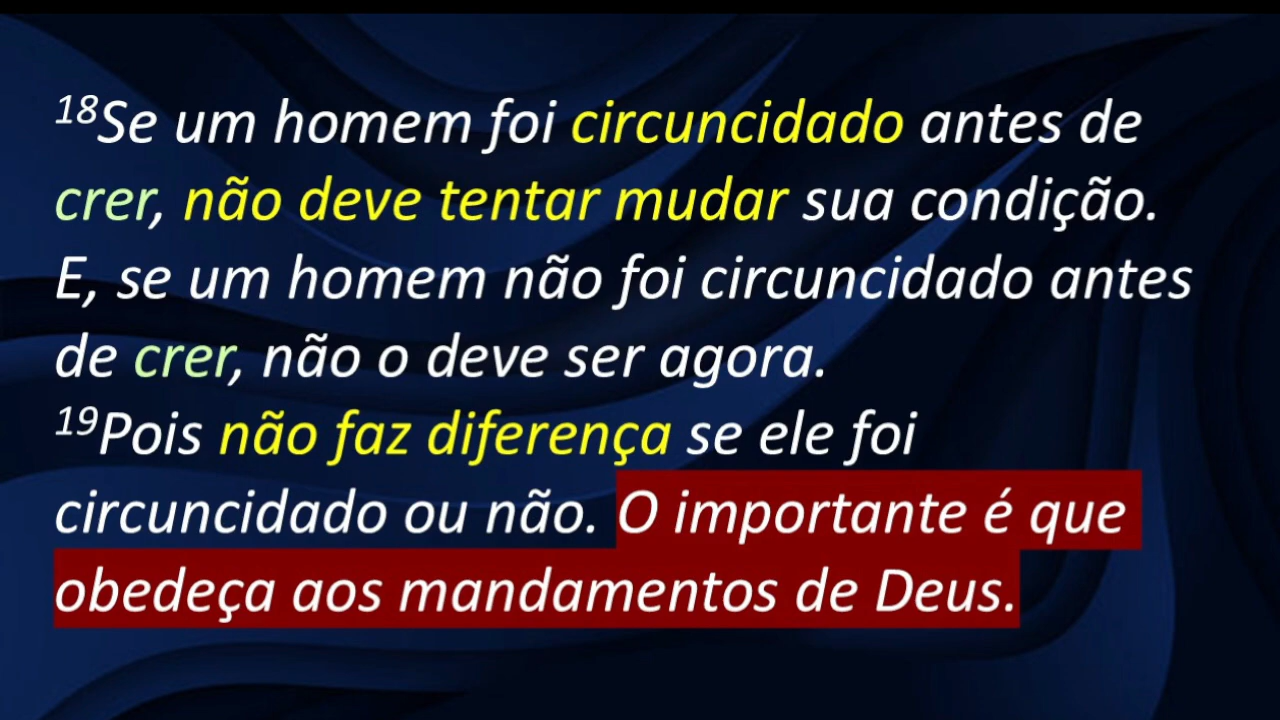 ¹⁸Se um homem foi circuncidado antes de
crer, não deve tentar mudar sua condição.
E, se um homem não foi circuncidado antes
de crer, não o deve ser agora.
¹⁹Pois não faz diferença se ele foi
circuncidado ou não. O importante é que
obedeça aos mandamentos de Deus.